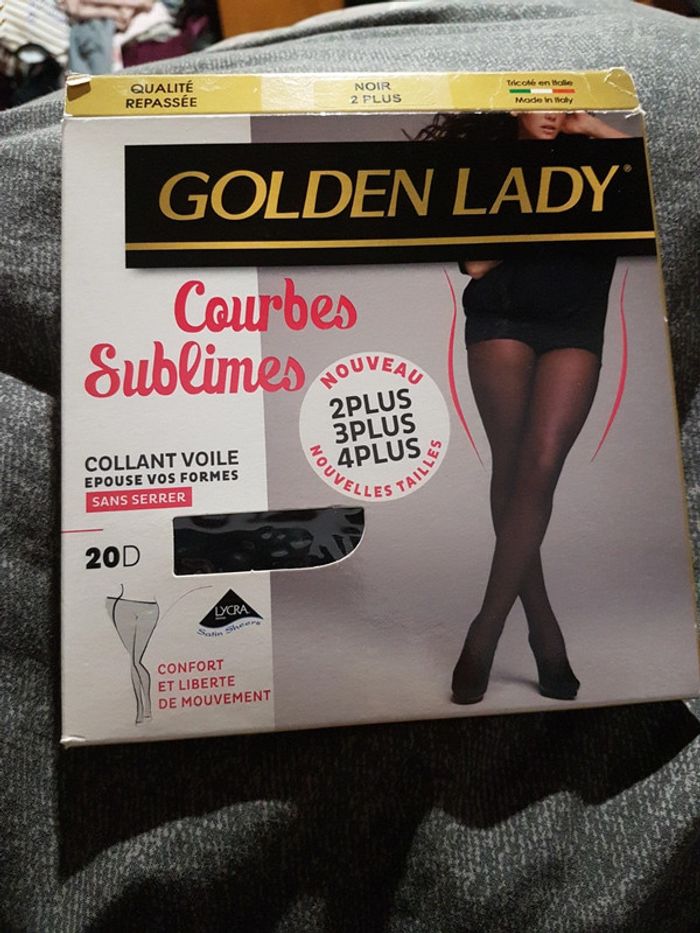 QUALITÉ
REPASSÉE
NOIR
2 PLUS
Tricoté en Italie
Made in Italy
GOLDEN LADY®
Courbes
Sublimes
NOUVEAU
2PLUS
3PLUS
4PLUS
NOUVELLES TAILLES
COLLANT VOILE
EPOUSE VOS FORMES
SANS SERRER
20D
LYCRA
Satin Sheers
CONFORT
ET LIBERTE
DE MOUVEMENT